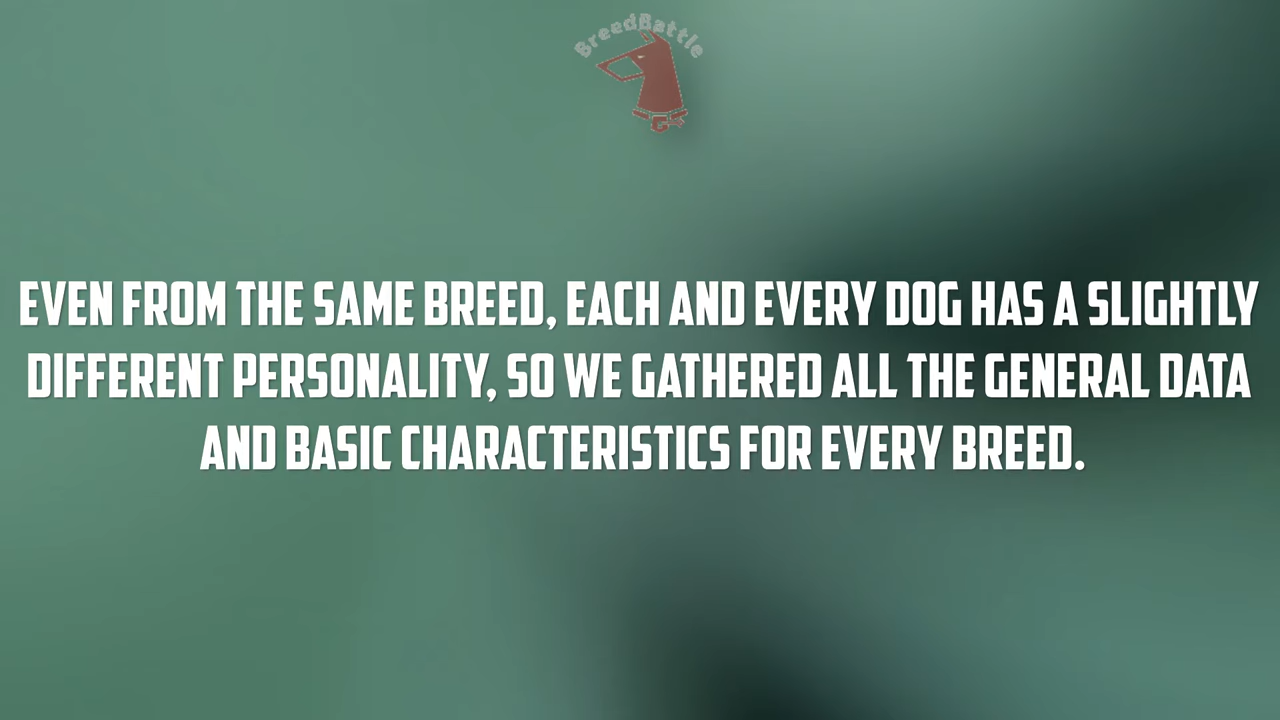 BreedBattle
EVEN FROM THE SAME BREED, EACH AND EVERY DOG HAS A SLIGHTLY
DIFFERENT PERSONALITY, SO WE GATHERED ALL THE GENERAL DATA
AND BASIC CHARACTERISTICS FOR EVERY BREED.